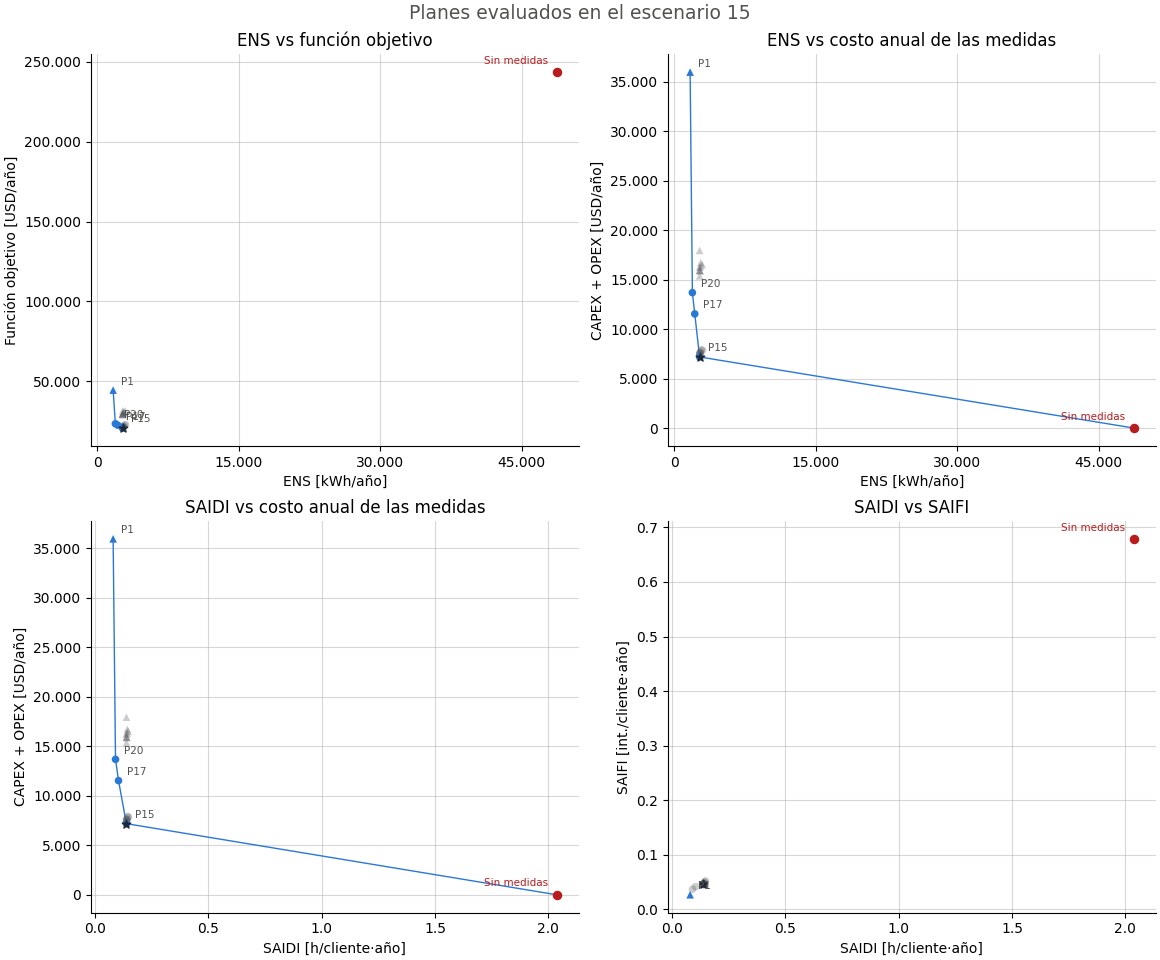 Planes evaluados en el escenario 15
ENS vs función objetivo
Función objetivo [USD/año]
250.000
200.000
150.000
100.000
50.000
Sin medidas
P1
P20
P17
P15
0
15.000
30.000
45.000
ENS [kWh/año]
ENS vs costo anual de las medidas
CAPEX + OPEX [USD/año]
35.000
30.000
25.000
20.000
15.000
10.000
5.000
0
P1
P20
P17
P15
Sin medidas
0
15.000
30.000
45.000
ENS [kWh/año]
SAIDI vs costo anual de las medidas
CAPEX + OPEX [USD/año]
35.000
30.000
25.000
20.000
15.000
10.000
5.000
0
P1
P20
P17
P15
Sin medidas
0.0
0.5
1.0
1.5
2.0
SAIDI [h/cliente·año]
SAIDI vs SAIFI
SAIFI [int./cliente·año]
0.7
0.6
0.5
0.4
0.3
0.2
0.1
0.0
Sin medidas
0.0
0.5
1.0
1.5
2.0
SAIDI [h/cliente·año]